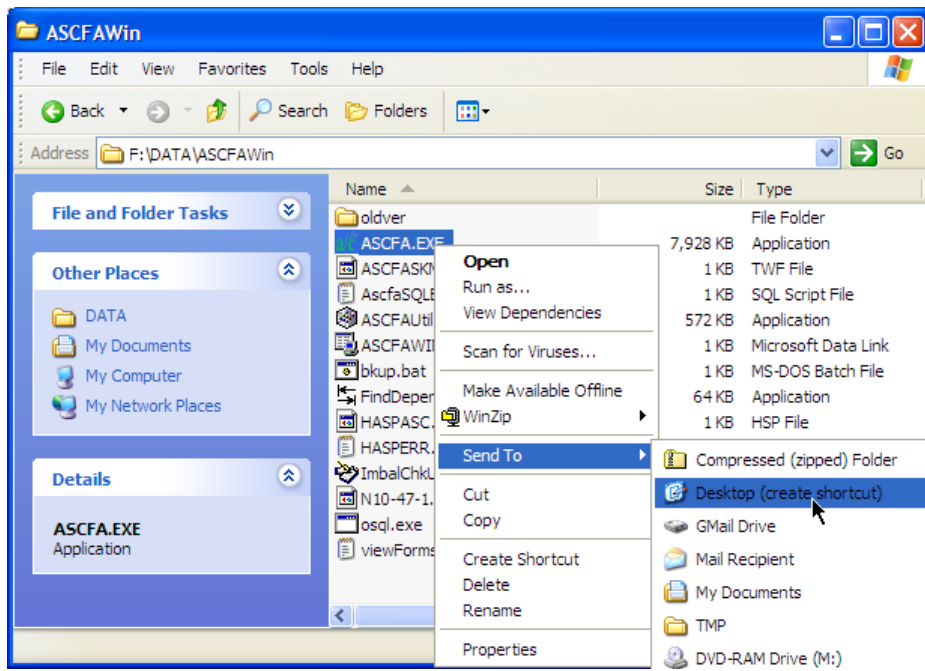 ASCFAWin
File Edit View Favorites Tools Help
Back Search Folders
Address F:\DATA\ASCFAWin Go
File and Folder Tasks
Other Places
DATA
My Documents
My Computer
My Network Places
Details
ASCFA.EXE
Application
Name Size Type
oldver File Folder
ASCFA.EXE 7,928 KB Application
1 KB TWF File
1 KB SQL Script File
572 KB Application
1 KB Microsoft Data Link
bkup.bat 1 KB MS-DOS Batch File
64 KB Application
HASPASC. 1 KB HSP File
HASPERR.
N10-47-1.
osql.exe
Open
Run as...
View Dependencies
Scan for Viruses...
Make Available Offline
WinZip
Send To
Cut
Copy
Create Shortcut
Delete
Rename
Properties
Compressed (zipped) Folder
Desktop (create shortcut)
GMail Drive
Mail Recipient
My Documents
TMP
DVD-RAM Drive (M:)